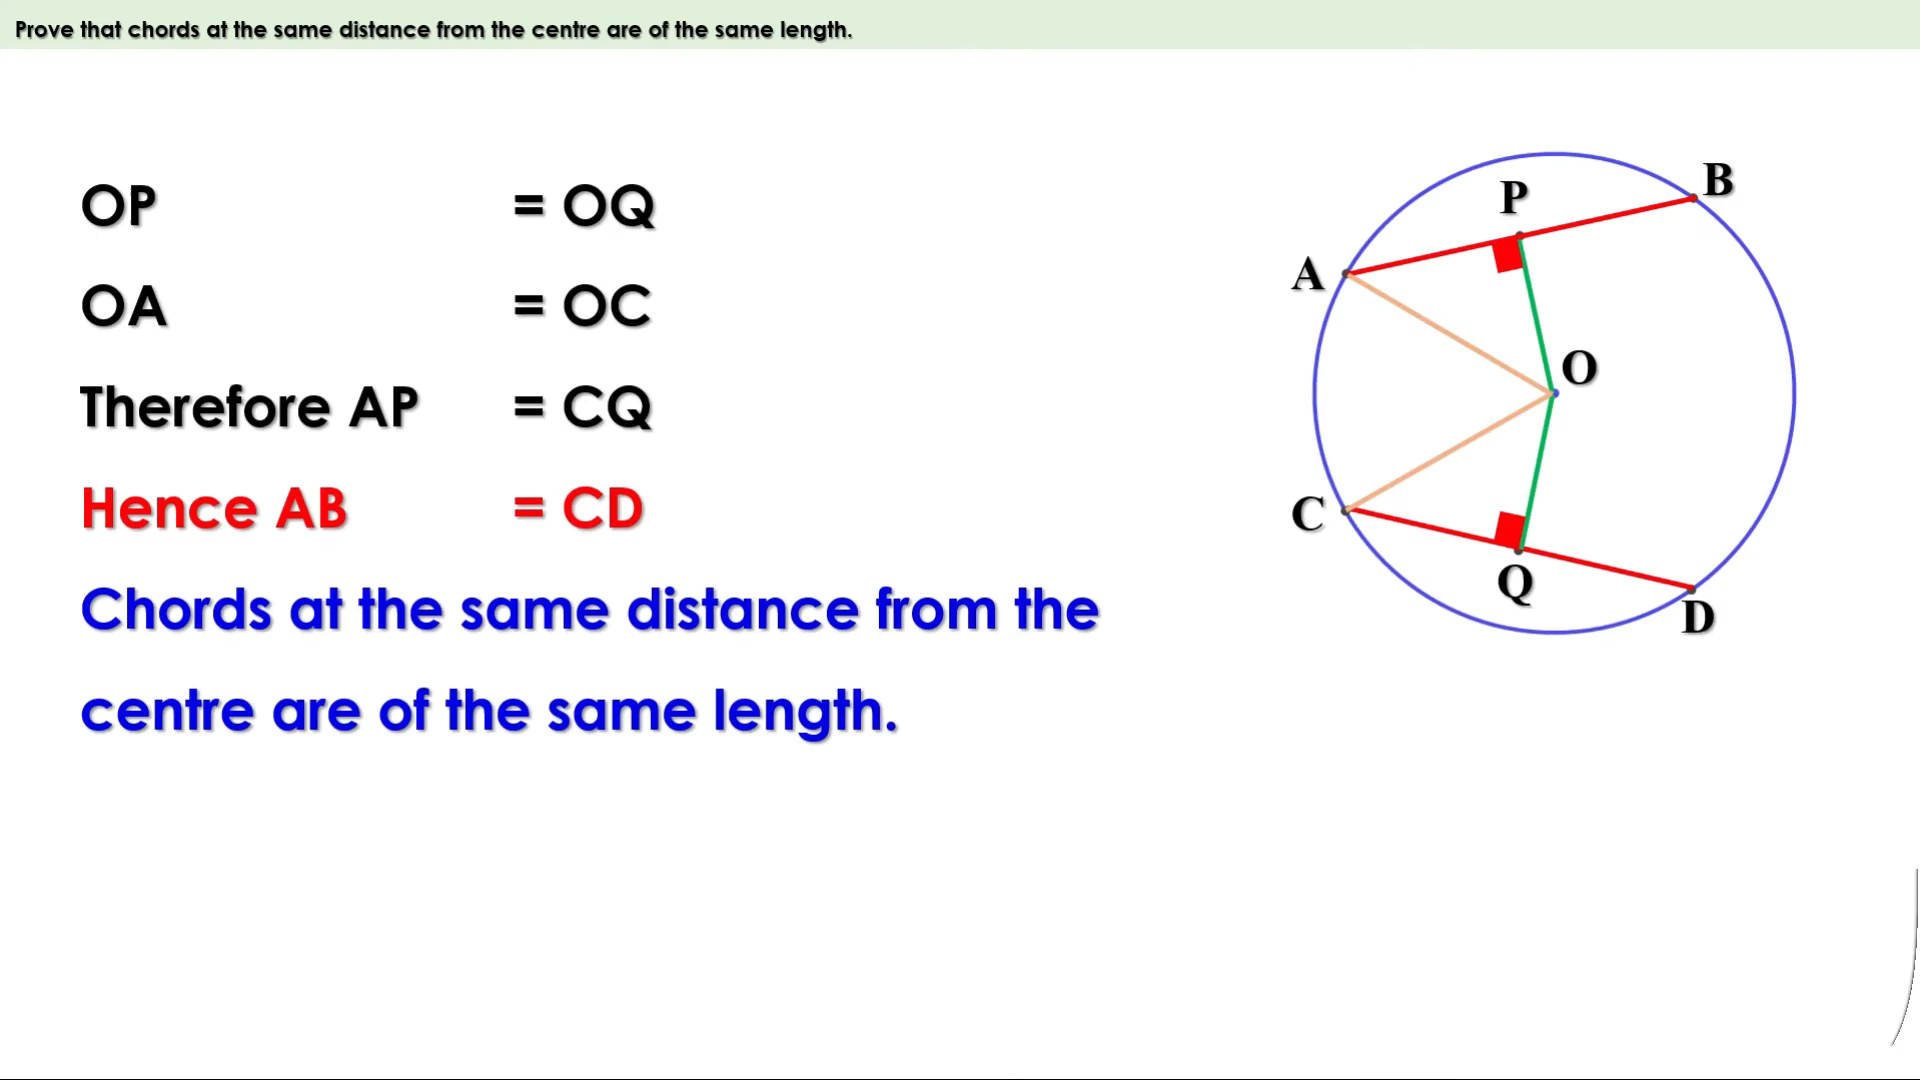 Prove that chords at the same distance from the centre are of the same length.
OP = OQ
OA = OC
Therefore AP = CQ
Hence AB = CD
Chords at the same distance from the
centre are of the same length.
B
P
A
O
C
Q
D